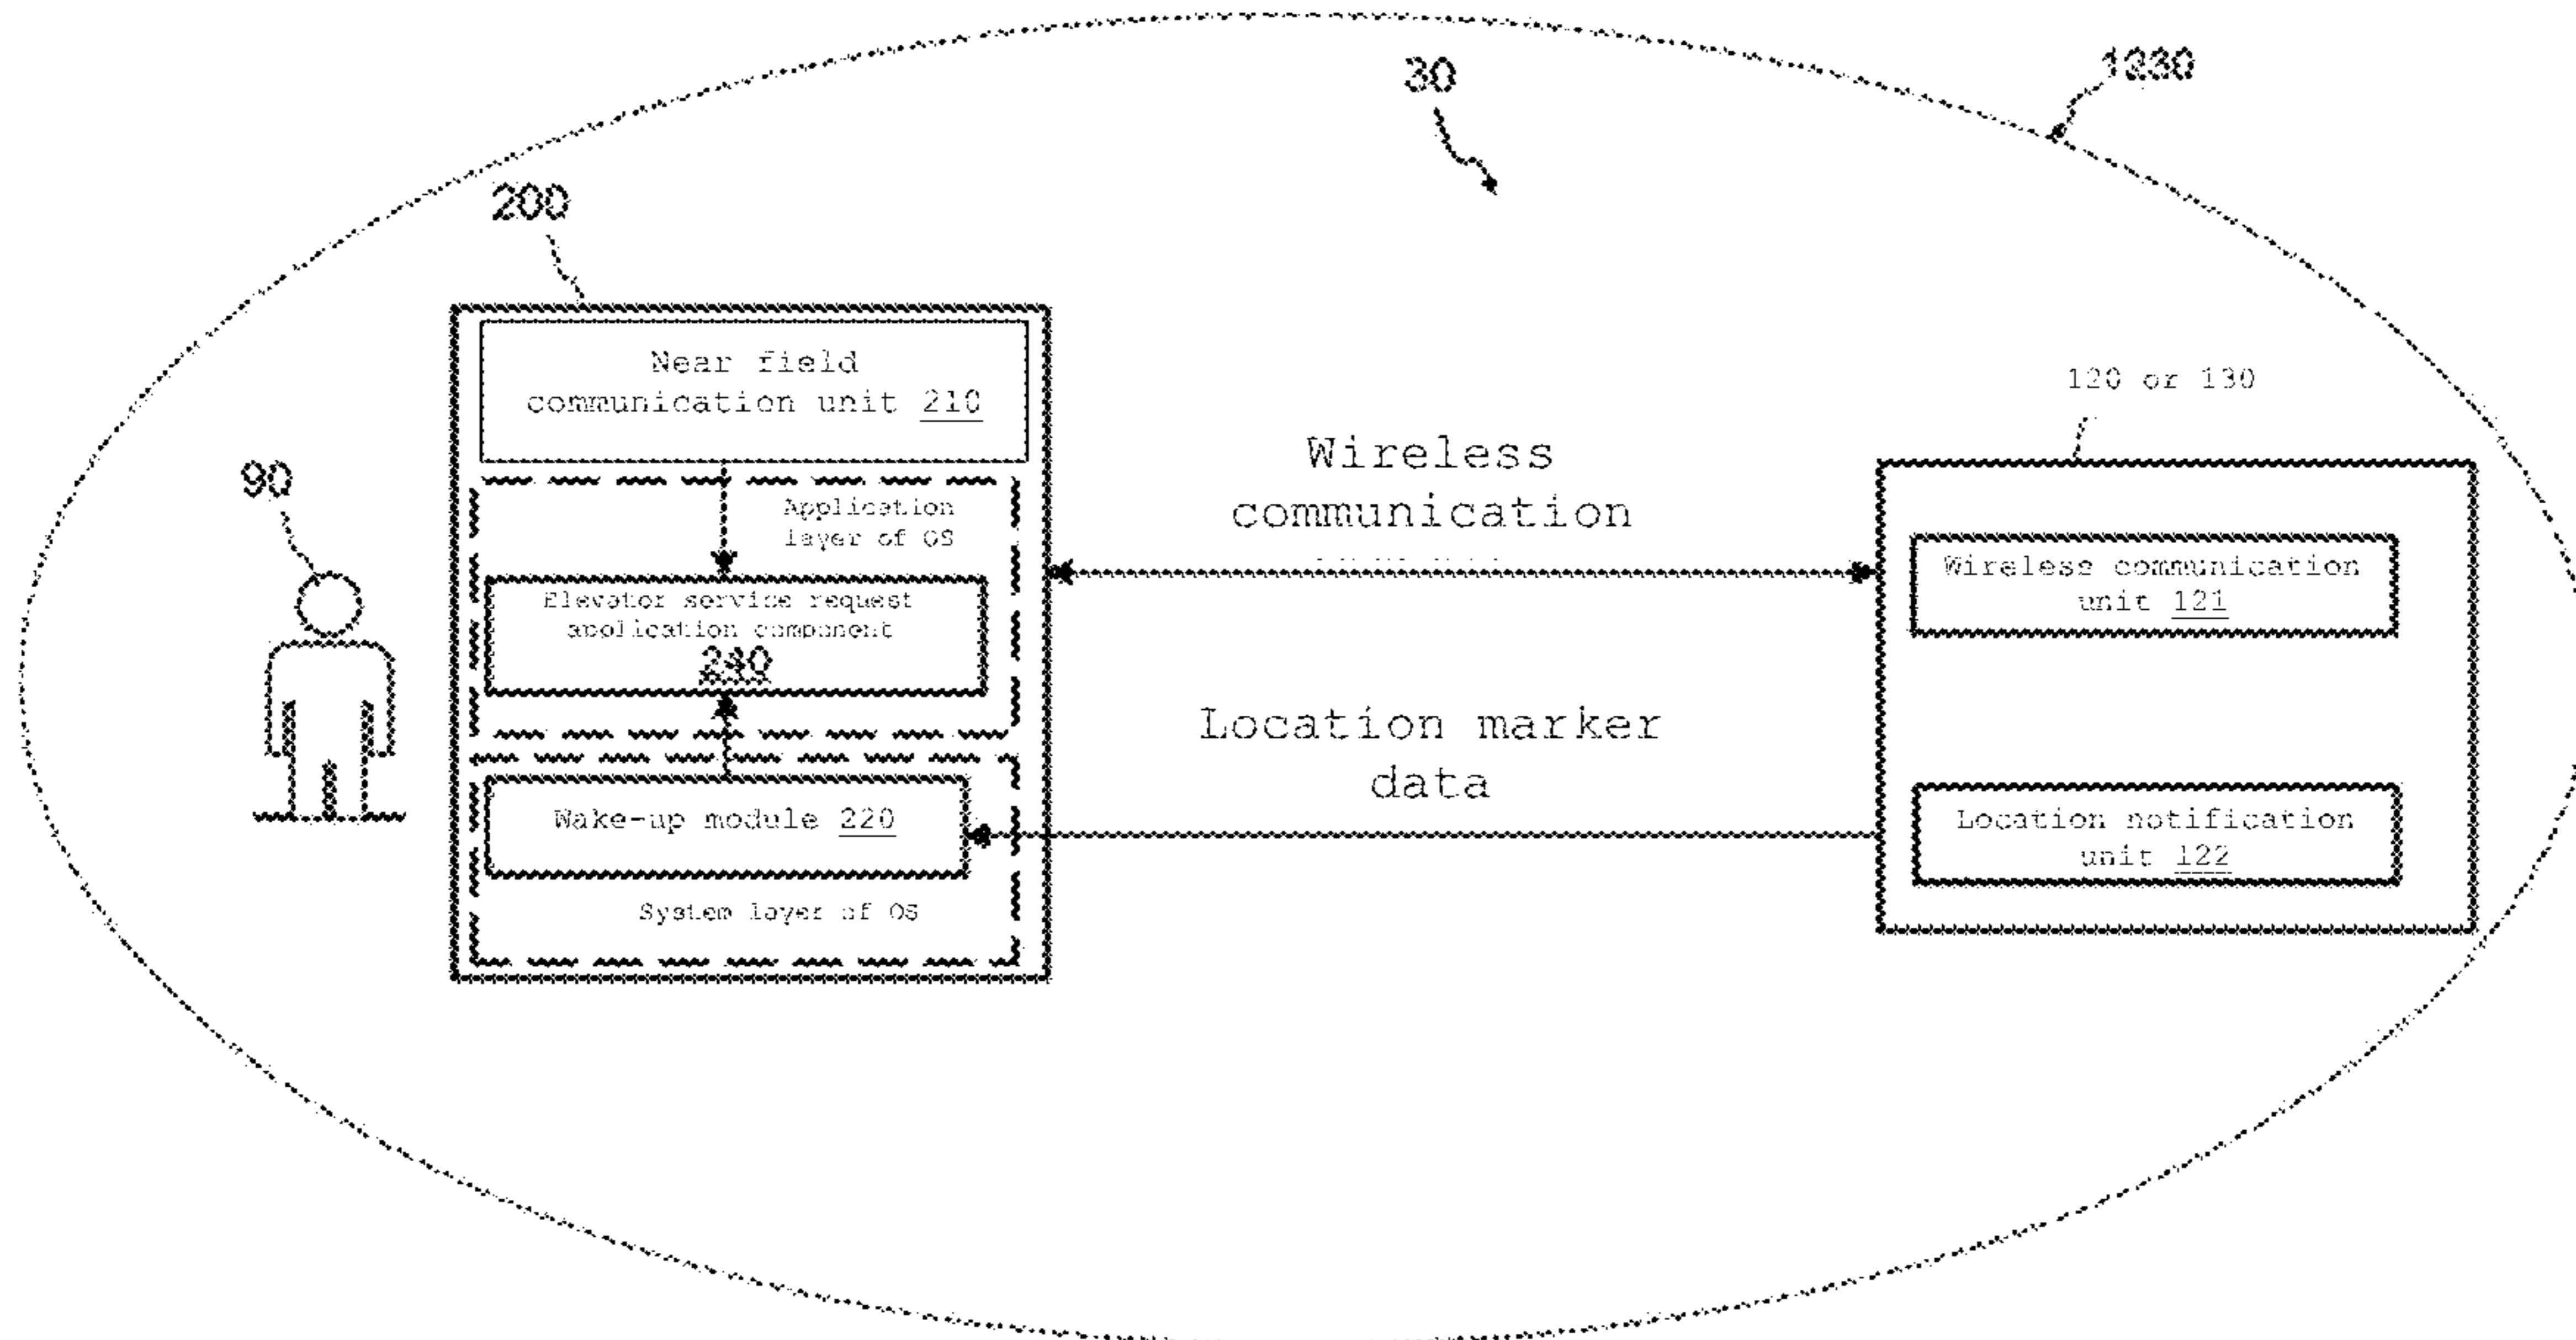 30
200
Near field
communication unit 210
120 or 130
90
Wireless
communication
Application
layer of OS
Wireless communication
unit 121
Elevator service request
application component
Location marker
data
Wake-up module 220
Location notification
unit 122
System layer of OS